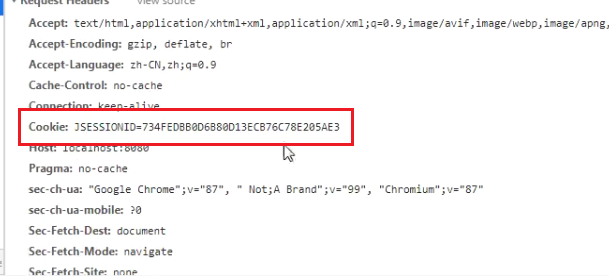 Request Headers view source
Accept: text/html,application/xhtml+xml,application/xml;q=0.9,image/avif,image/webp,image/apng,
Accept-Encoding: gzip, deflate, br
Accept-Language: zh-CN,zh;q=0.9
Cache-Control: no-cache
Connection: keep-alive
Cookie: JSESSIONID=734FEDBB0D6B80D13ECB76C78E205AE3
Host: localhost:8080
Pragma: no-cache
sec-ch-ua: "Google Chrome";v="87", " Not;A Brand";v="99", "Chromium";v="87"
sec-ch-ua-mobile: ?0
Sec-Fetch-Dest: document
Sec-Fetch-Mode: navigate
Sec-Fetch-Site: none